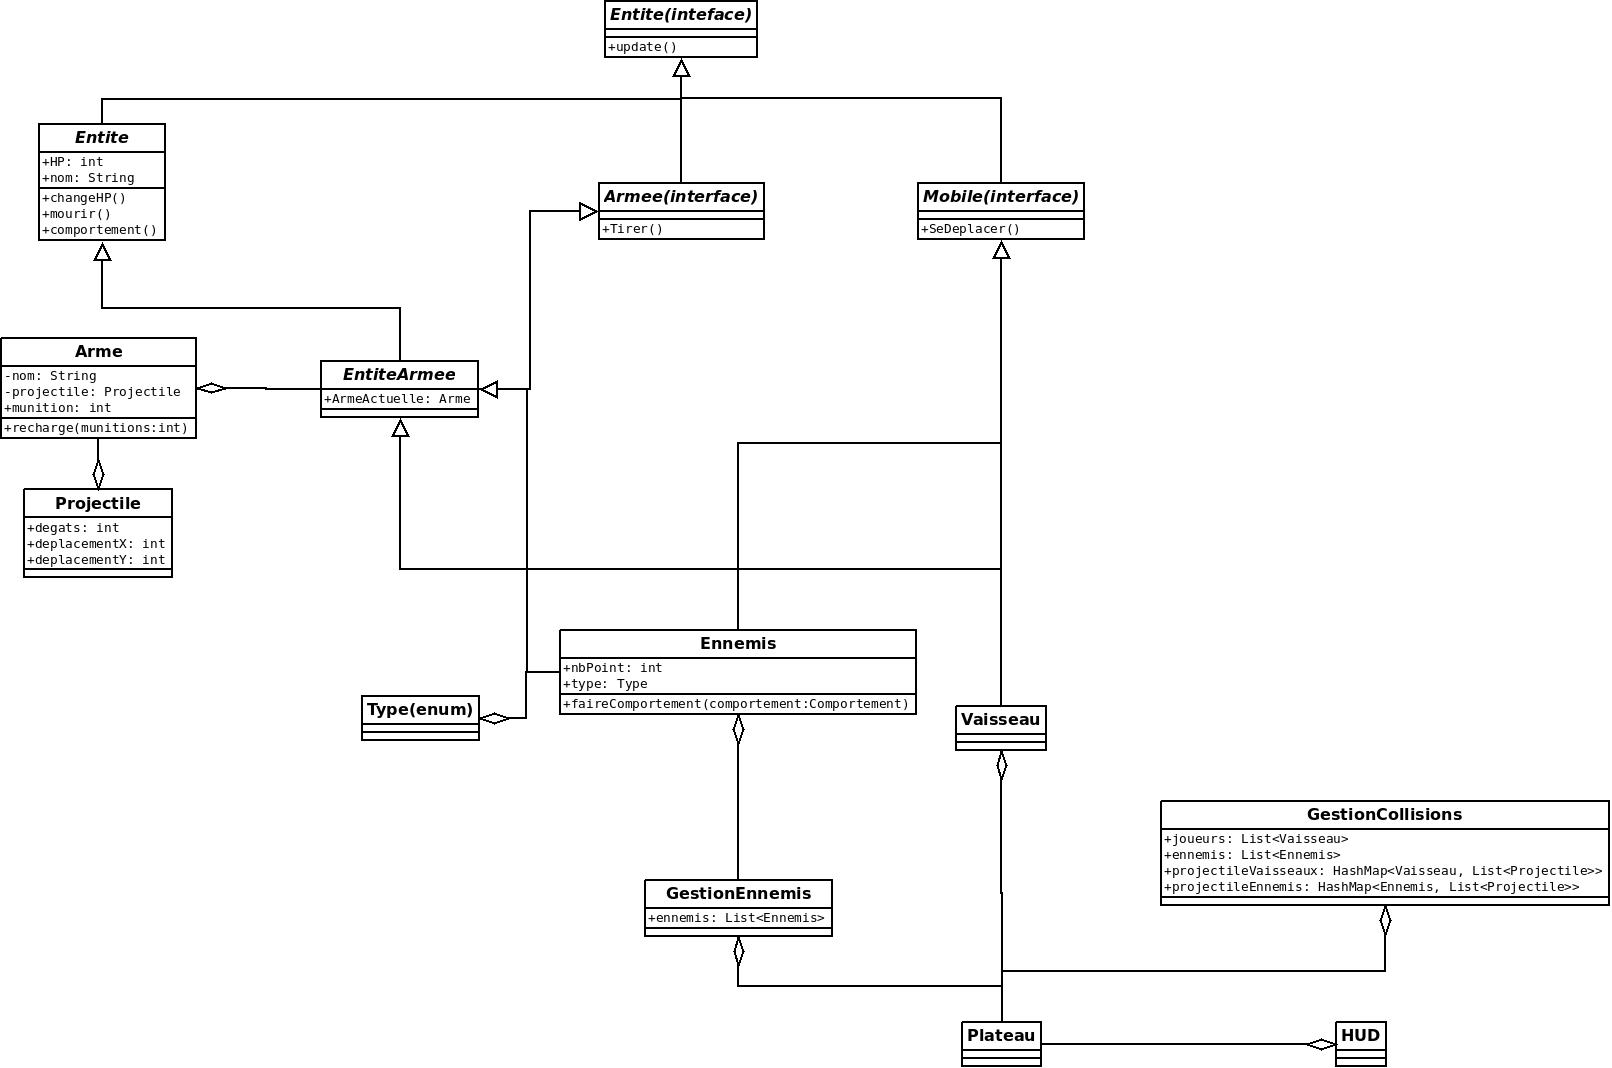 Entite(inteface)
+update()
Entite
+HP: int
+nom: String
+changeHP()
+mourir()
+comportement()
Armee(interface)
+Tirer()
Mobile(interface)
+SeDeplacer()
Arme
-nom: String
-projectile: Projectile
+munition: int
+recharge(munitions:int)
EntiteArmee
+ArmeActuelle: Arme
Projectile
+degats: int
+deplacementX: int
+deplacementY: int
Ennemis
+nbPoint: int
+type: Type
+faireComportement(comportement:Comportement)
Type(enum)
Vaisseau
GestionCollisions
+joueurs: List<Vaisseau>
+ennemis: List<Ennemis>
+projectileVaisseaux: HashMap<Vaisseau, List<Projectile>>
+projectileEnnemis: HashMap<Ennemis, List<Projectile>>
GestionEnnemis
+ennemis: List<Ennemis>
Plateau
HUD